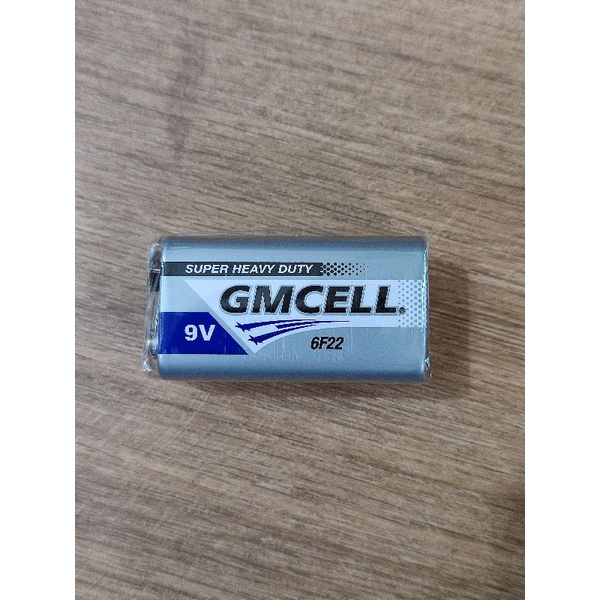 SUPER HEAVY DUTY
GMCELL®
9V
6F22